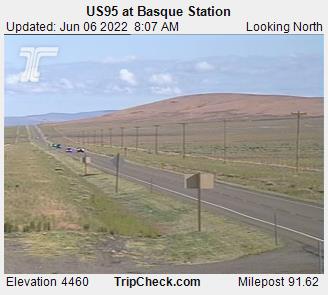 US95 at Basque Station
Updated: Jun 06 2022 8:07 AM Looking North
Elevation 4460 TripCheck.com Milepost 91.62